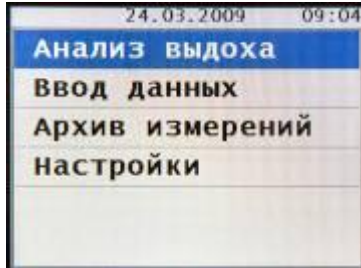 24.03.2009 09:04
Анализ выдоха
Ввод данных
Архив измерений
Настройки